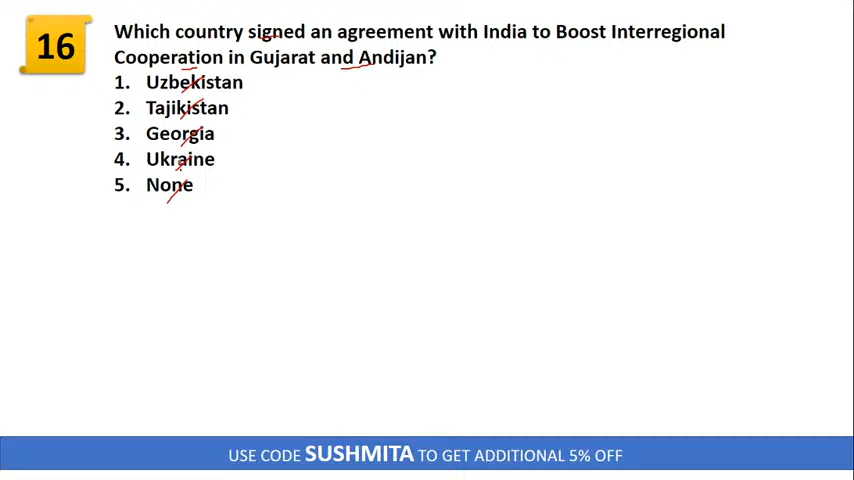 16
Which country signed an agreement with India to Boost Interregional
Cooperation in Gujarat and Andijan?
1. Uzbekistan
2. Tajikistan
3. Georgia
4. Ukraine
5. None
USE CODE SUSHMITA TO GET ADDITIONAL 5% OFF